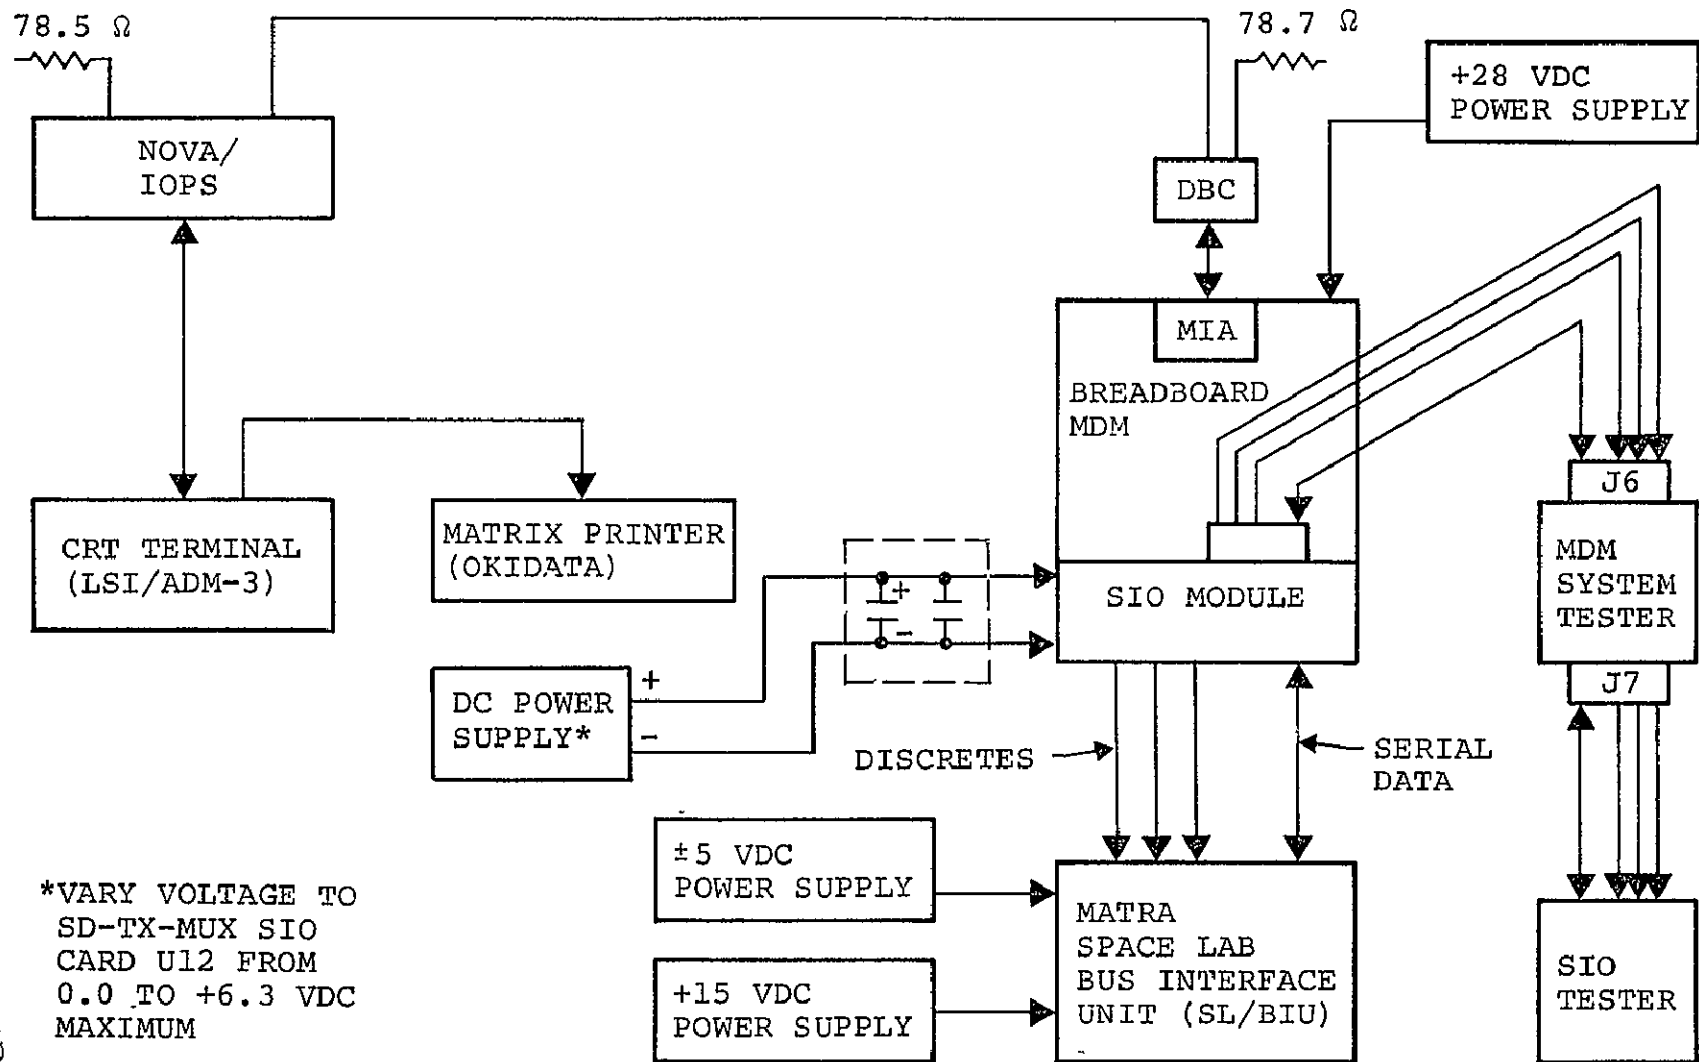 78.5 Ω
78.7 Ω
+28 VDC
POWER SUPPLY
NOVA/
IOPS
DBC
MIA
BREADBOARD
MDM
J6
CRT TERMINAL
(LSI/ADM-3)
MATRIX PRINTER
(OKIDATA)
+
-
SIO MODULE
MDM
SYSTEM
TESTER
J7
DC POWER
SUPPLY*
+
-
DISCRETES
SERIAL
DATA
±5 VDC
POWER SUPPLY
*VARY VOLTAGE TO
SD-TX-MUX SIO
CARD U12 FROM
0.0 TO +6.3 VDC
MAXIMUM
+15 VDC
POWER SUPPLY
MATRA
SPACE LAB
BUS INTERFACE
UNIT (SL/BIU)
SIO
TESTER